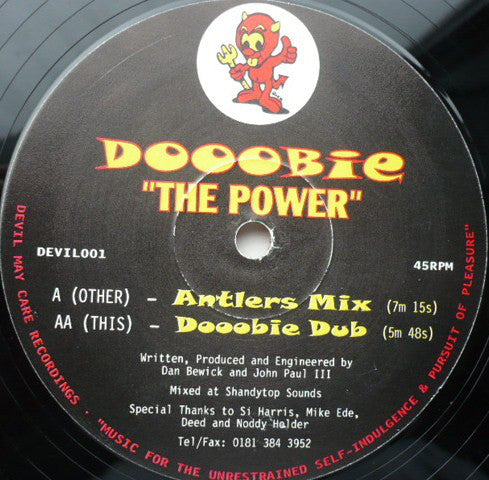 DOOOBie
"THE POWER"
DEVIL001
45RPM
A (OTHER) - Antlers Mix (7m 15s)
AA (THIS) - Dooobie Dub (5m 48s)
Written, Produced and Engineered by
Dan Bewick and John Paul III
Mixed at Shandytop Sounds
Special Thanks to Si Harris, Mike Ede,
Deed and Noddy Holder
Tel/Fax: 0181 384 3952
DEVIL MAY CARE RECORDINGS · "MUSIC FOR THE UNRESTRAINED SELF-INDULGENCE & PURSUIT OF PLEASURE"